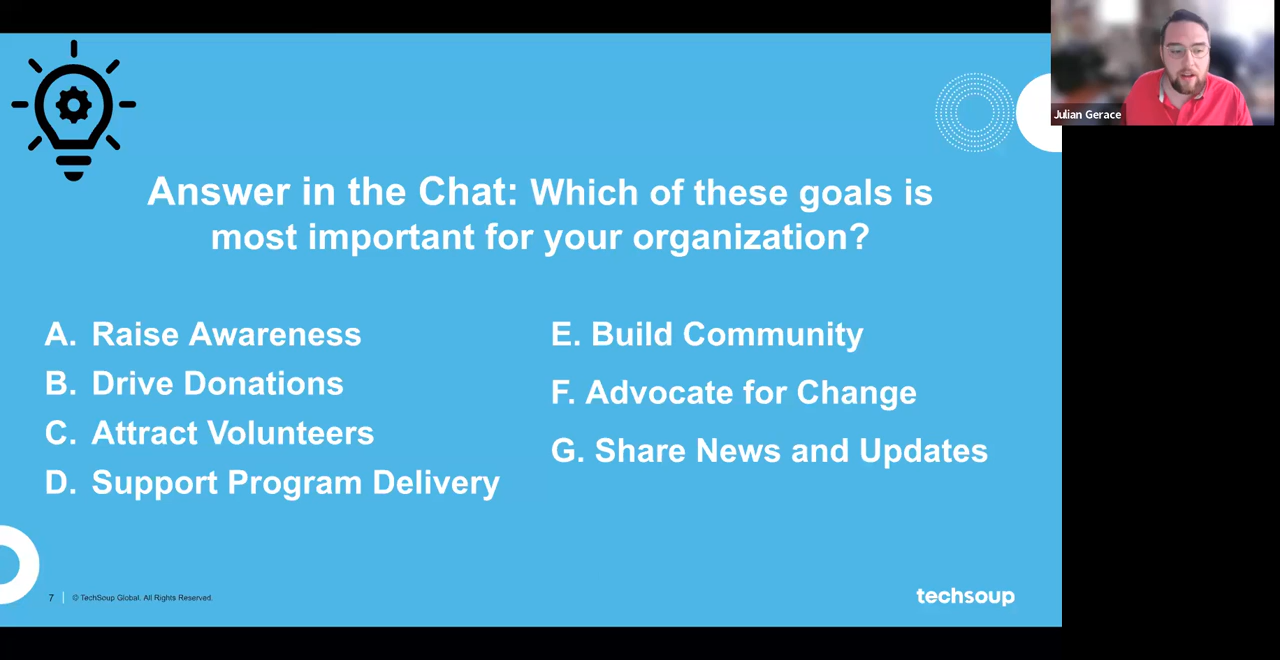 Julian Gerace
Answer in the Chat: Which of these goals is
most important for your organization?
A. Raise Awareness
B. Drive Donations
C. Attract Volunteers
D. Support Program Delivery
E. Build Community
F. Advocate for Change
G. Share News and Updates
7 | © TechSoup Global. All Rights Reserved.
techsoup